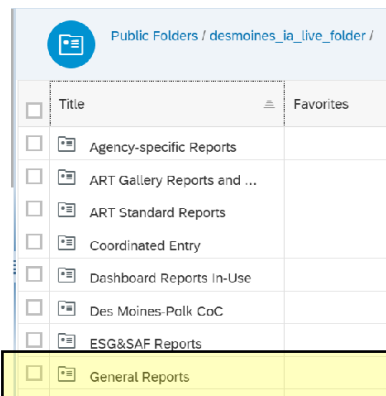 Public Folders / desmoines_ia_live_folder /
Title Favorites
Agency-specific Reports
ART Gallery Reports and ...
ART Standard Reports
Coordinated Entry
Dashboard Reports In-Use
Des Moines-Polk CoC
ESG&SAF Reports
General Reports